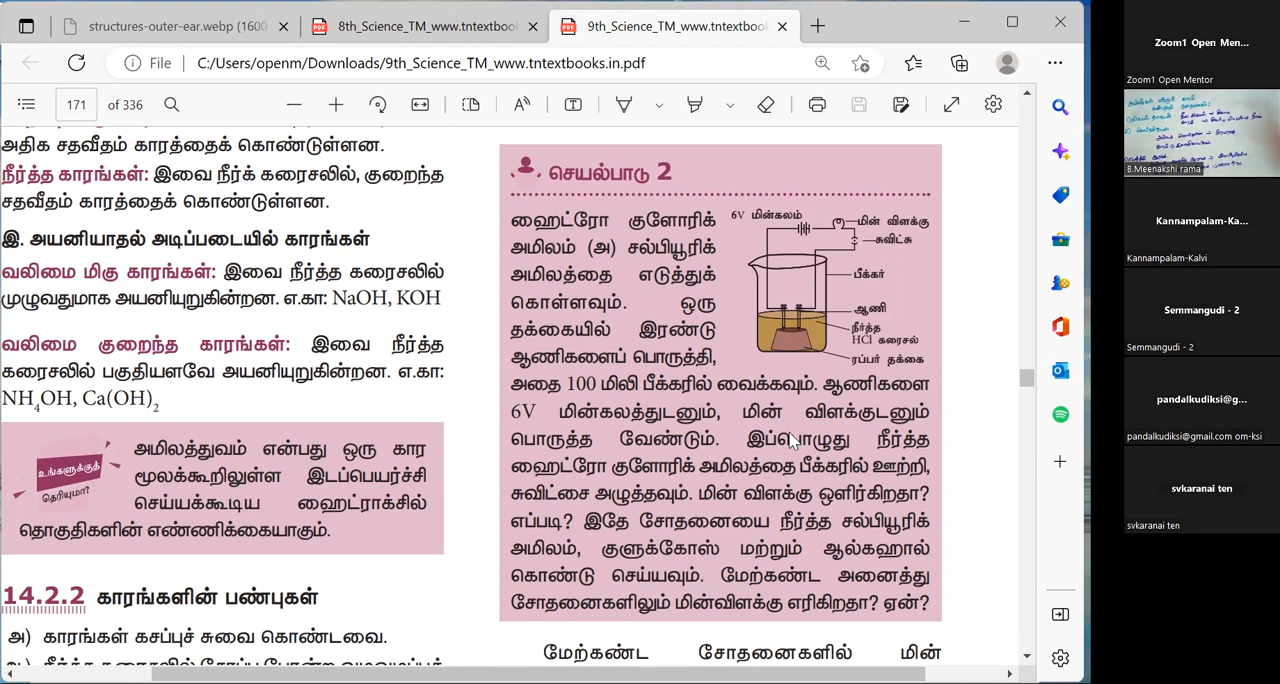 structures-outer-ear.webp (1600
8th_Science_TM_www.tntextbook
9th_Science_TM_www.tntextbook
File
C:/Users/openm/Downloads/9th_Science_TM_www.tntextbooks.in.pdf
171 of 336
அதிக சதவீதம் காரத்தைக் கொண்டுள்ளன.
நீர்த்த காரங்கள்: இவை நீர்க் கரைசலில், குறைந்த
சதவீதம் காரத்தைக் கொண்டுள்ளன.
இ. அயனியாதல் அடிப்படையில் காரங்கள்
வலிமை மிகு காரங்கள்: இவை நீர்த்த கரைசலில்
முழுவதுமாக அயனியுறுகின்றன. எ.கா: NaOH, KOH
வலிமை குறைந்த காரங்கள்: இவை நீர்த்த
கரைசலில் பகுதியளவே அயனியுறுகின்றன. எ.கா:
NH4OH, Ca(OH)2
உங்களுக்குத்
தெரியுமா?
அமிலத்துவம் என்பது ஒரு கார
மூலக்கூறிலுள்ள இடப்பெயர்ச்சி
செய்யக்கூடிய ஹைட்ராக்சில்
தொகுதிகளின் எண்ணிக்கையாகும்.
14.2.2 காரங்களின் பண்புகள்
அ) காரங்கள் கசப்புச் சுவை கொண்டவை.
செயல்பாடு 2
ஹைட்ரோ குளோரிக்
அமிலம் (அ) சல்பியூரிக்
அமிலத்தை எடுத்துக்
கொள்ளவும். ஒரு
தக்கையில் இரண்டு
ஆணிகளைப் பொருத்தி,
அதை 100 மிலி பீக்கரில் வைக்கவும். ஆணிகளை
6V மின்கலத்துடனும், மின் விளக்குடனும்
பொருத்த வேண்டும். இப்பொழுது நீர்த்த
ஹைட்ரோ குளோரிக் அமிலத்தை பீக்கரில் ஊற்றி,
சுவிட்சை அழுத்தவும். மின் விளக்கு ஒளிர்கிறதா?
எப்படி? இதே சோதனையை நீர்த்த சல்பியூரிக்
அமிலம், குளுக்கோஸ் மற்றும் ஆல்கஹால்
கொண்டு செய்யவும். மேற்கண்ட அனைத்து
சோதனைகளிலும் மின்விளக்கு எரிகிறதா? ஏன்?
6V மின்கலம்
மின் விளக்கு
சுவிட்சு
பீக்கர்
ஆணி
நீர்த்த
HCl கரைசல்
ரப்பர் தக்கை
மேற்கண்ட சோதனைகளில் மின்
Zoom1 Open Men...
Zoom1 Open Mentor
B.Meenakshi rama
Kannampalam-Ka...
Kannampalam-Kalvi
Semmangudi - 2
Semmangudi - 2
pandalkudiksi@g...
pandalkudiksi@gmail.com om-ksi
svkaranai ten
svkaranai ten